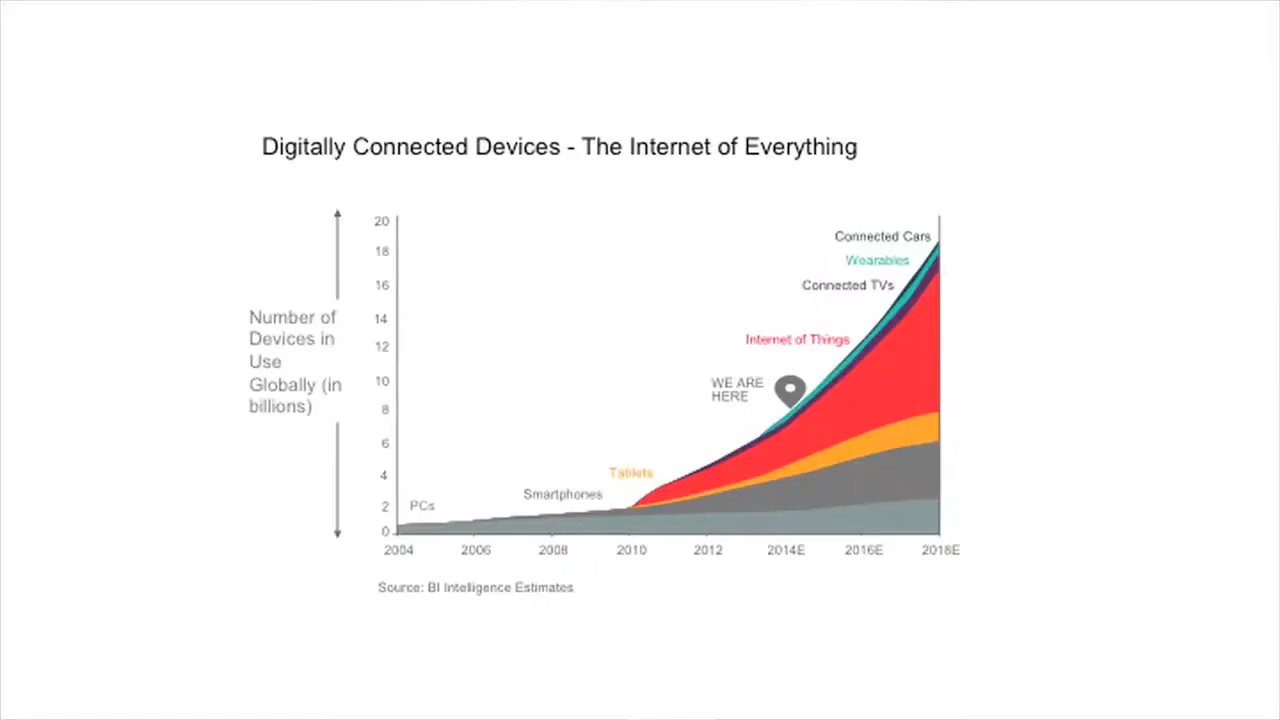 Digitally Connected Devices - The Internet of Everything
20
18
16
14
12
10
8
6
4
2
0
Number of
Devices in
Use
Globally (in
billions)
Connected Cars
Wearables
Connected TVs
Internet of Things
WE ARE
HERE
Tablets
Smartphones
PCs
2004 2006 2008 2010 2012 2014E 2016E 2018E
Source: BI Intelligence Estimates